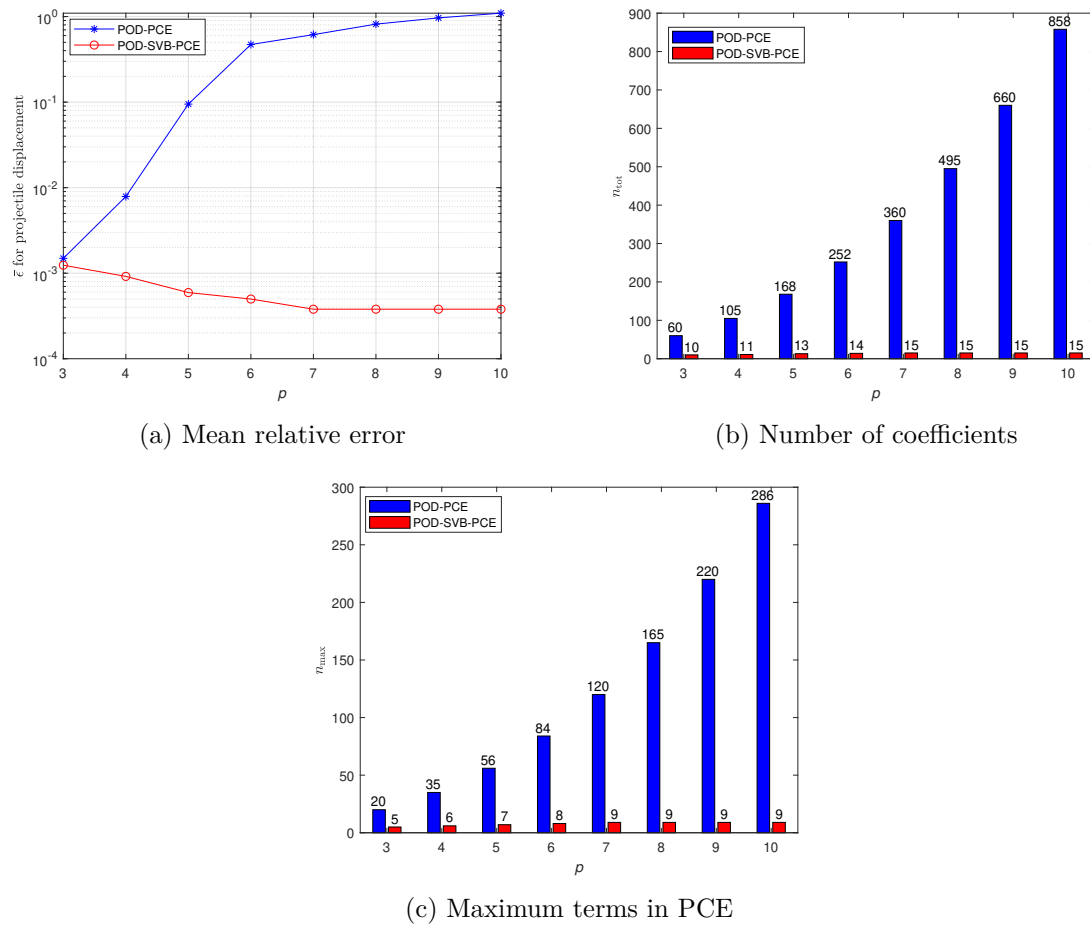 POD-PCE
POD-SVB-PCE
10^0
10^-1
10^-2
10^-3
10^-4
ε̄ for projectile displacement
3 4 5 6 7 8 9 10
p
(a) Mean relative error
POD-PCE
POD-SVB-PCE
900
800
700
600
500
400
300
200
100
0
n_tot
60 105 168 252 360 495 660 858
10 11 13 14 15 15 15 15
3 4 5 6 7 8 9 10
p
(b) Number of coefficients
POD-PCE
POD-SVB-PCE
300
250
200
150
100
50
0
n_max
20 35 56 84 120 165 220 286
5 6 7 8 9 9 9 9
3 4 5 6 7 8 9 10
p
(c) Maximum terms in PCE